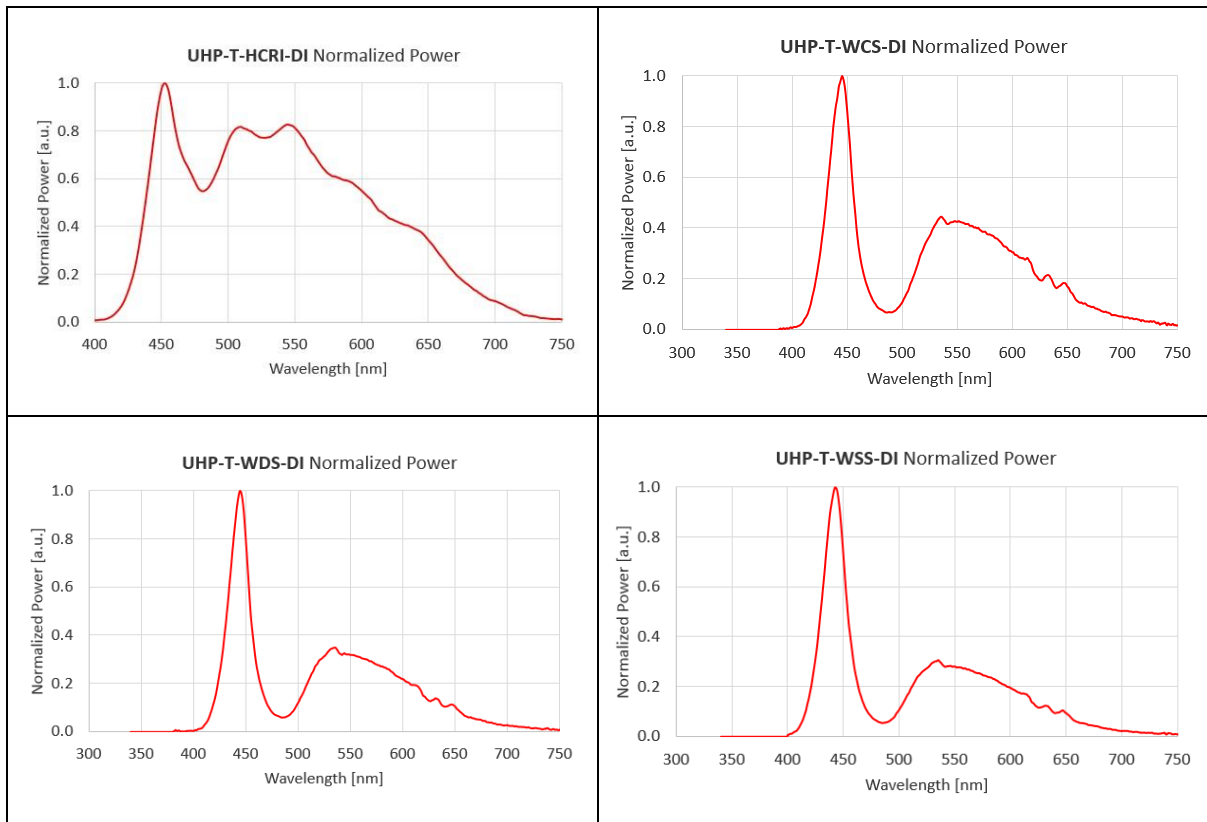 UHP-T-HCRI-DI Normalized Power
Normalized Power [a.u.]
1.0
0.8
0.6
0.4
0.2
0.0
400 450 500 550 600 650 700 750
Wavelength [nm]
UHP-T-WCS-DI Normalized Power
Normalized Power [a.u.]
1.0
0.8
0.6
0.4
0.2
0.0
300 350 400 450 500 550 600 650 700 750
Wavelength [nm]
UHP-T-WDS-DI Normalized Power
Normalized Power [a.u.]
1.0
0.8
0.6
0.4
0.2
0.0
300 350 400 450 500 550 600 650 700 750
Wavelength [nm]
UHP-T-WSS-DI Normalized Power
Normalized Power [a.u.]
1.0
0.8
0.6
0.4
0.2
0.0
300 350 400 450 500 550 600 650 700 750
Wavelength [nm]